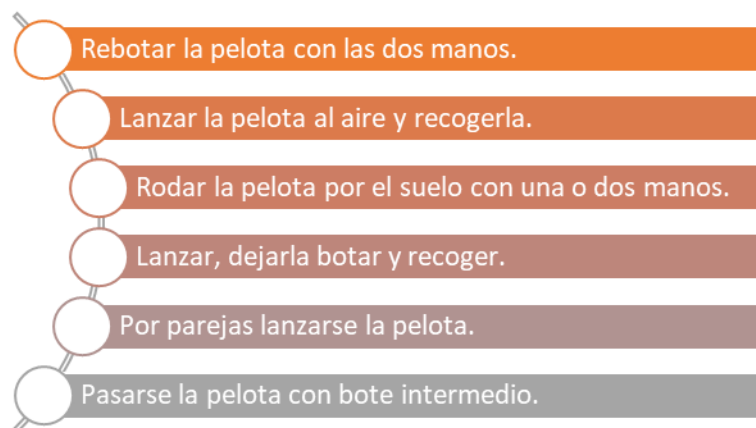 Rebotar la pelota con las dos manos.
Lanzar la pelota al aire y recogerla.
Rodar la pelota por el suelo con una o dos manos.
Lanzar, dejarla botar y recoger.
Por parejas lanzarse la pelota.
Pasarse la pelota con bote intermedio.